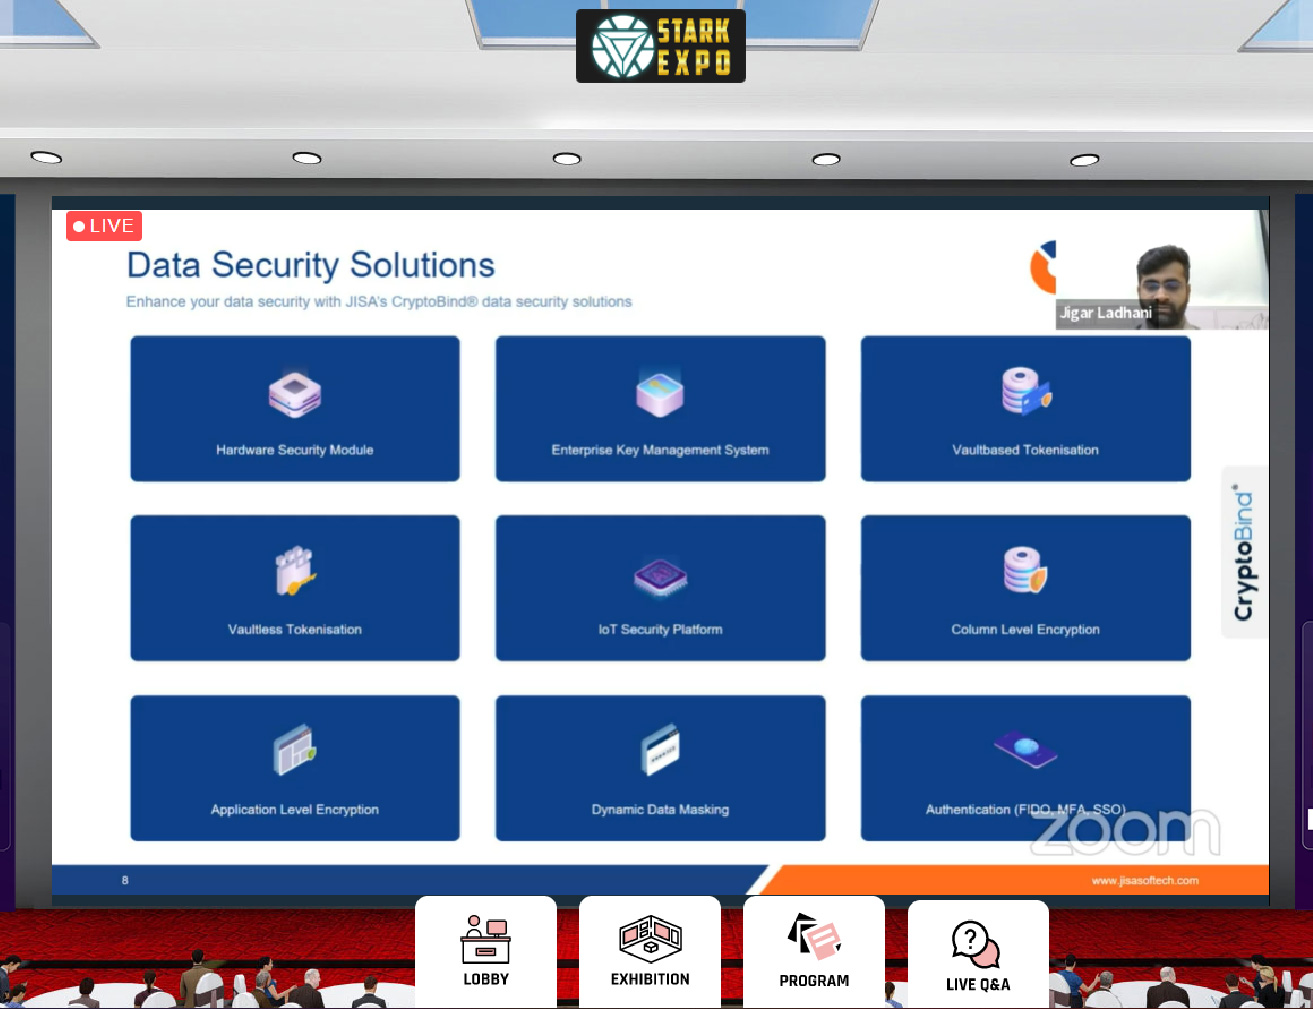 STARK
EXPO
LIVE
Data Security Solutions
Enhance your data security with JISA's CryptoBind® data security solutions
Jigar Ladhani
Hardware Security Module
Enterprise Key Management System
Vaultbased Tokenisation
CryptoBind
Vaultless Tokenisation
IoT Security Platform
Column Level Encryption
Application Level Encryption
Dynamic Data Masking
Authentication (FIDO, MFA, SSO)
zoom
8
www.jisasoftech.com
LOBBY
EXHIBITION
PROGRAM
LIVE Q&A